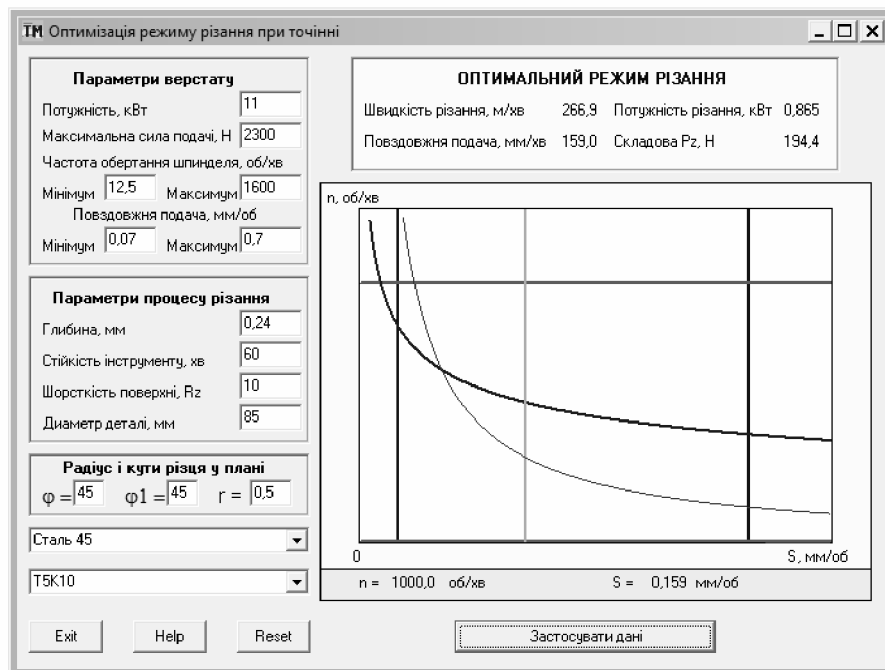 TM Оптимізація режиму різання при точінні
Параметри верстату
Потужність, кВт 11
Максимальна сила подачі, Н 2300
Частота обертання шпинделя, об/хв
Мінімум 12,5 Максимум 1600
Повздовжня подача, мм/об
Мінімум 0,07 Максимум 0,7
Параметри процесу різання
Глибина, мм 0,24
Стійкість інструменту, хв 60
Шорсткість поверхні, Rz 10
Диаметр деталі, мм 85
Радіус і кути різця у плані
φ = 45 φ1 = 45 r = 0,5
Сталь 45
Т5К10
Exit Help Reset
ОПТИМАЛЬНИЙ РЕЖИМ РІЗАННЯ
Швидкість різання, м/хв 266,9 Потужність різання, кВт 0,865
Повздовжня подача, мм/хв 159,0 Складова Pz, Н 194,4
n, об/хв
0 S, мм/об
n = 1000,0 об/хв S = 0,159 мм/об
Застосувати дані